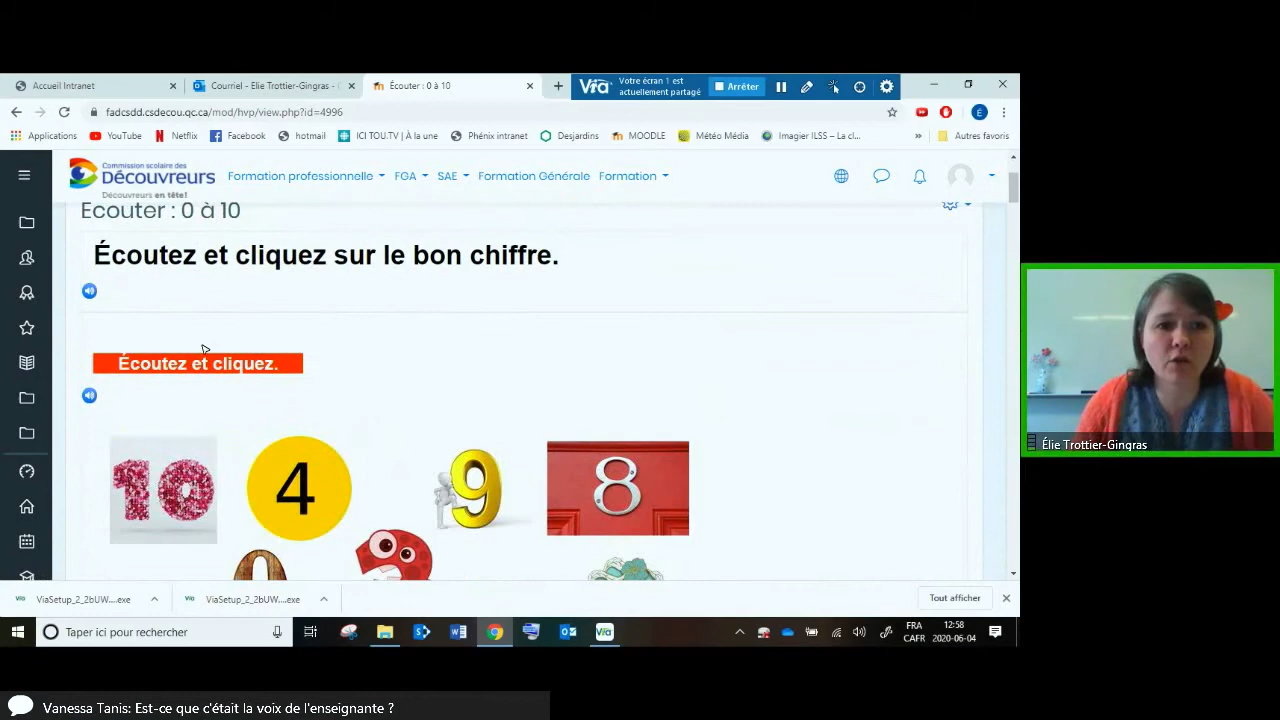 Accueil Intranet
Courriel - Elie Trottier-Gingras - (
Écouter : 0 à 10
Via
Votre écran 1 est
actuellement partagé
Arrêter
fadcsdd.csdecou.qc.ca/mod/hvp/view.php?id=4996
É
Applications
YouTube
Netflix
Facebook
hotmail
ICI TOU.TV | À la une
Phénix intranet
Desjardins
MOODLE
Météo Média
Imagier ILSS – La cl...
»
Autres favoris
Commission scolaire des
Découvreurs
Découvreurs en tête!
Formation professionnelle
FGA
SAE
Formation Générale
Formation
Écouter : 0 à 10
Écoutez et cliquez sur le bon chiffre.
Écoutez et cliquez.
10
4
9
8
Élie Trottier-Gingras
ViaSetup_2_2bUW....exe
ViaSetup_2_2bUW....exe
Tout afficher
Taper ici pour rechercher
FRA
CAFR
12:58
2020-06-04
Vanessa Tanis: Est-ce que c'était la voix de l'enseignante ?